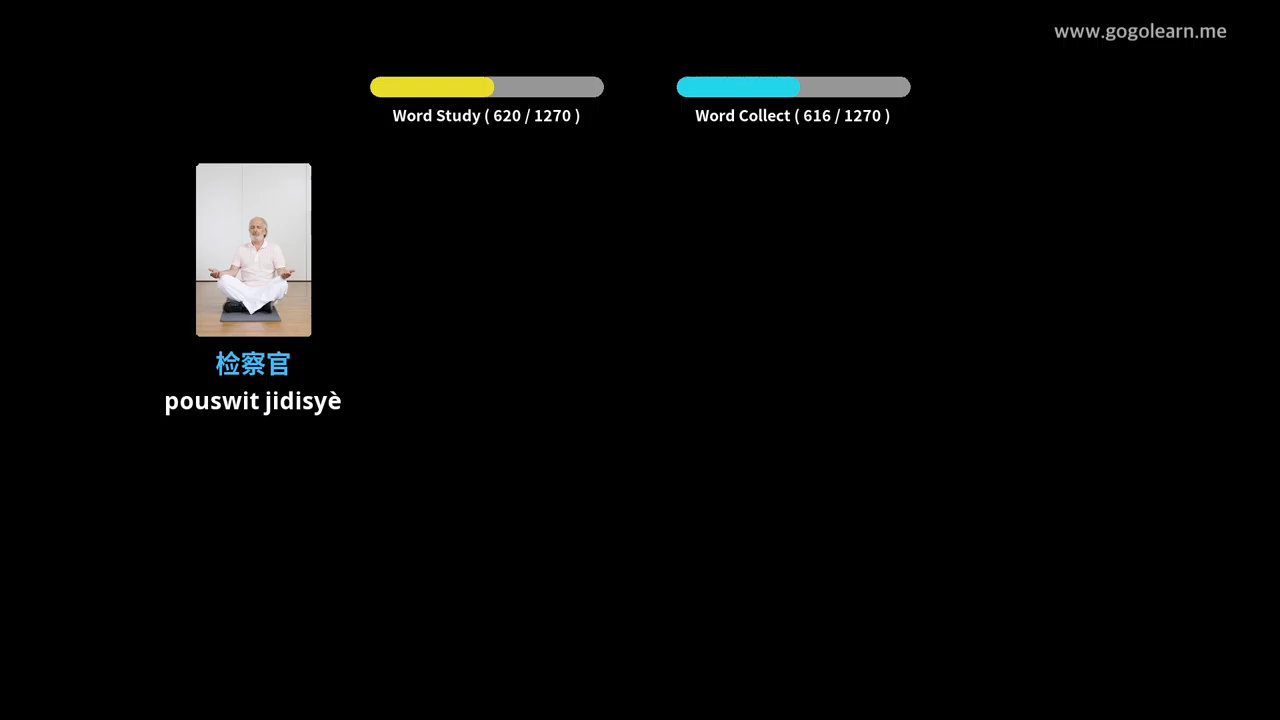 www.gogolearn.me
Word Study ( 620 / 1270 )
Word Collect ( 616 / 1270 )
检察官
pouswit jidisyè